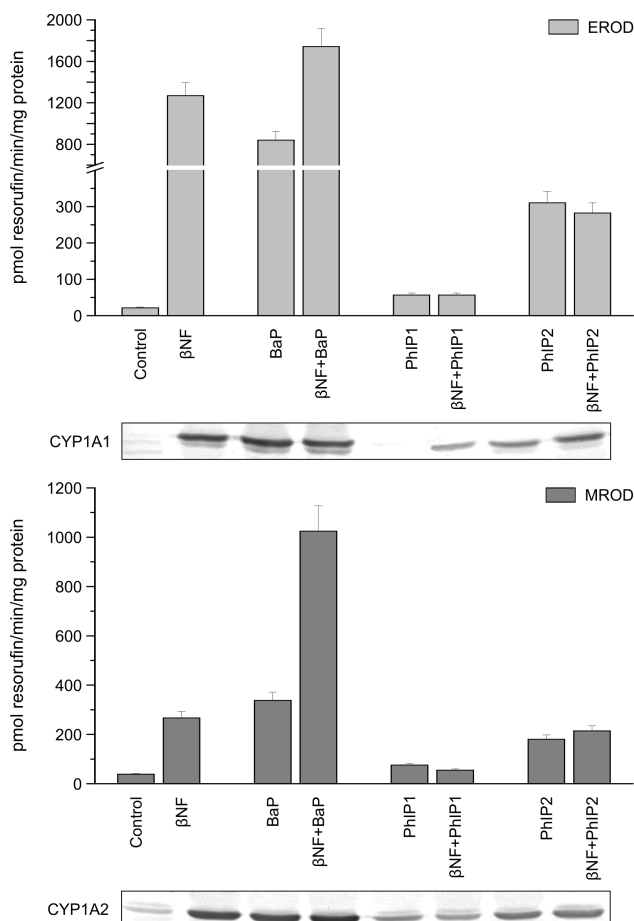 2000
EROD
1600
1200
800
300
200
100
0
pmol resorufin/min/mg protein
Control
βNF
BaP
βNF+BaP
PhIP1
βNF+PhIP1
PhIP2
βNF+PhIP2
CYP1A1
1200
MROD
1000
800
600
400
200
0
pmol resorufin/min/mg protein
Control
βNF
BaP
βNF+BaP
PhIP1
βNF+PhIP1
PhIP2
βNF+PhIP2
CYP1A2